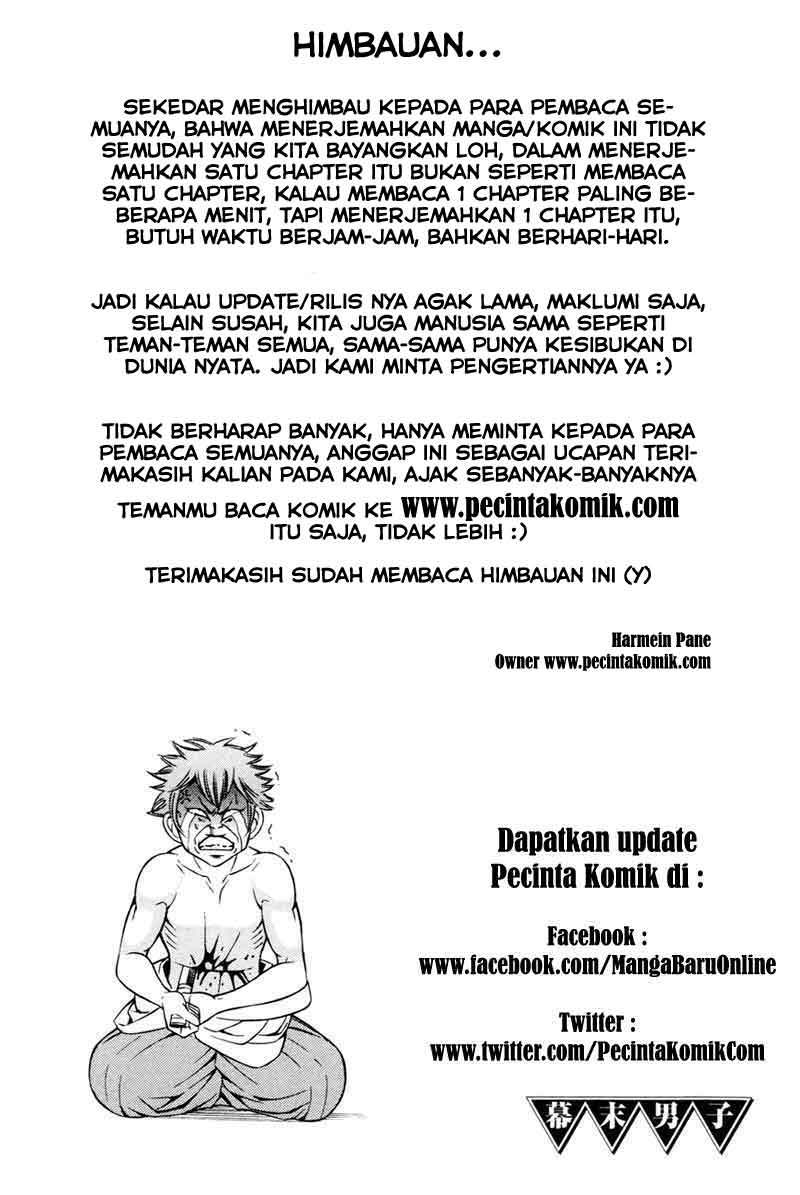 HIMBAUAN...
SEKEDAR MENGHIMBAU KEPADA PARA PEMBACA SE-
MUANYA, BAHWA MENERJEMAHKAN MANGA/KOMIK INI TIDAK
SEMUDAH YANG KITA BAYANGKAN LOH, DALAM MENERJE-
MAHKAN SATU CHAPTER ITU BUKAN SEPERTI MEMBACA
SATU CHAPTER, KALAU MEMBACA 1 CHAPTER PALING BE-
BERAPA MENIT, TAPI MENERJEMAHKAN 1 CHAPTER ITU,
BUTUH WAKTU BERJAM-JAM, BAHKAN BERHARI-HARI.
JADI KALAU UPDATE/RILIS NYA AGAK LAMA, MAKLUMI SAJA,
SELAIN SUSAH, KITA JUGA MANUSIA SAMA SEPERTI
TEMAN-TEMAN SEMUA, SAMA-SAMA PUNYA KESIBUKAN DI
DUNIA NYATA. JADI KAMI MINTA PENGERTIANNYA YA :)
TIDAK BERHARAP BANYAK, HANYA MEMINTA KEPADA PARA
PEMBACA SEMUANYA, ANGGAP INI SEBAGAI UCAPAN TERI-
MAKASIH KALIAN PADA KAMI, AJAK SEBANYAK-BANYAKNYA
TEMANMU BACA KOMIK KE www.pecintakomik.com
ITU SAJA, TIDAK LEBIH :)
TERIMAKASIH SUDAH MEMBACA HIMBAUAN INI (Y)
Harmein Pane
Owner www.pecintakomik.com
Dapatkan update
Pecinta Komik di :
Facebook :
www.facebook.com/MangaBaruOnline
Twitter :
www.twitter.com/PecintaKomikCom
幕末男子